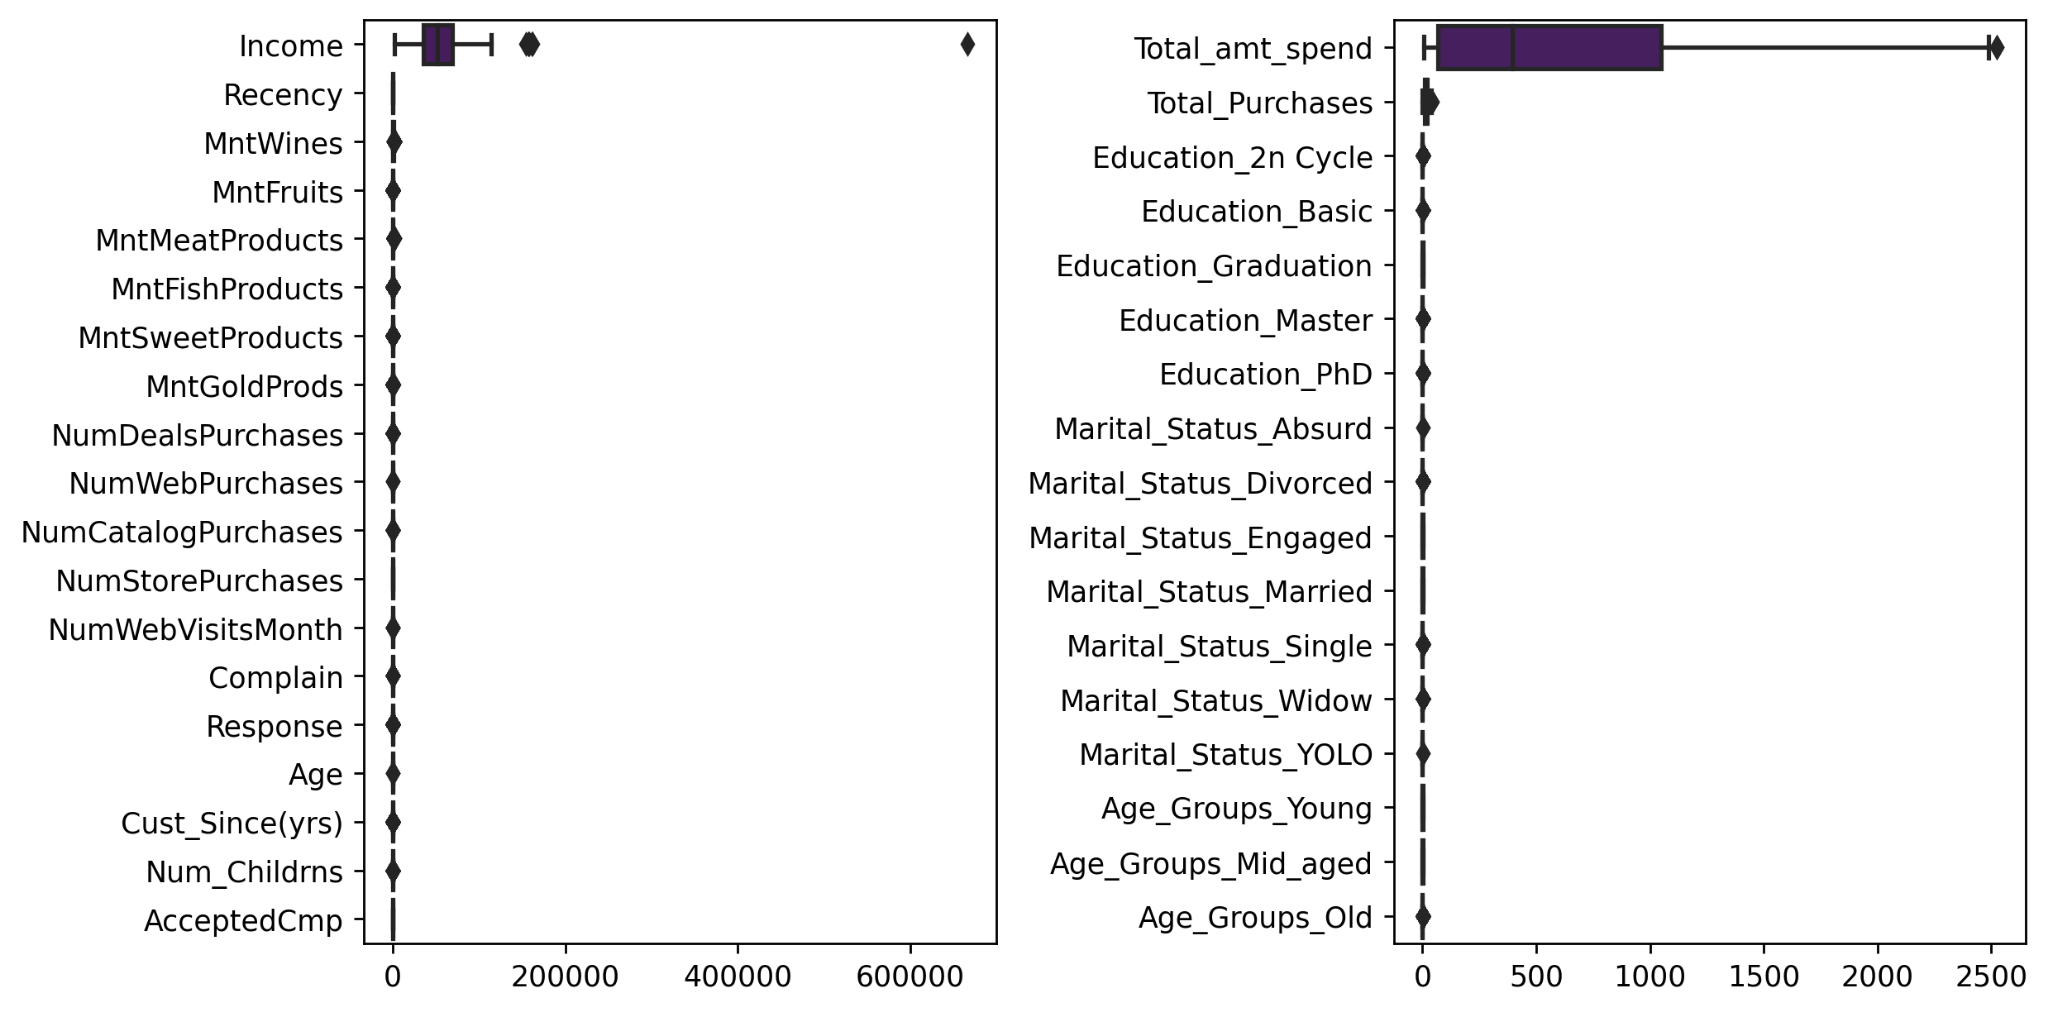 Income
Recency
MntWines
MntFruits
MntMeatProducts
MntFishProducts
MntSweetProducts
MntGoldProds
NumDealsPurchases
NumWebPurchases
NumCatalogPurchases
NumStorePurchases
NumWebVisitsMonth
Complain
Response
Age
Cust_Since(yrs)
Num_Childrns
AcceptedCmp
0 200000 400000 600000
Total_amt_spend
Total_Purchases
Education_2n Cycle
Education_Basic
Education_Graduation
Education_Master
Education_PhD
Marital_Status_Absurd
Marital_Status_Divorced
Marital_Status_Engaged
Marital_Status_Married
Marital_Status_Single
Marital_Status_Widow
Marital_Status_YOLO
Age_Groups_Young
Age_Groups_Mid_aged
Age_Groups_Old
0 500 1000 1500 2000 2500